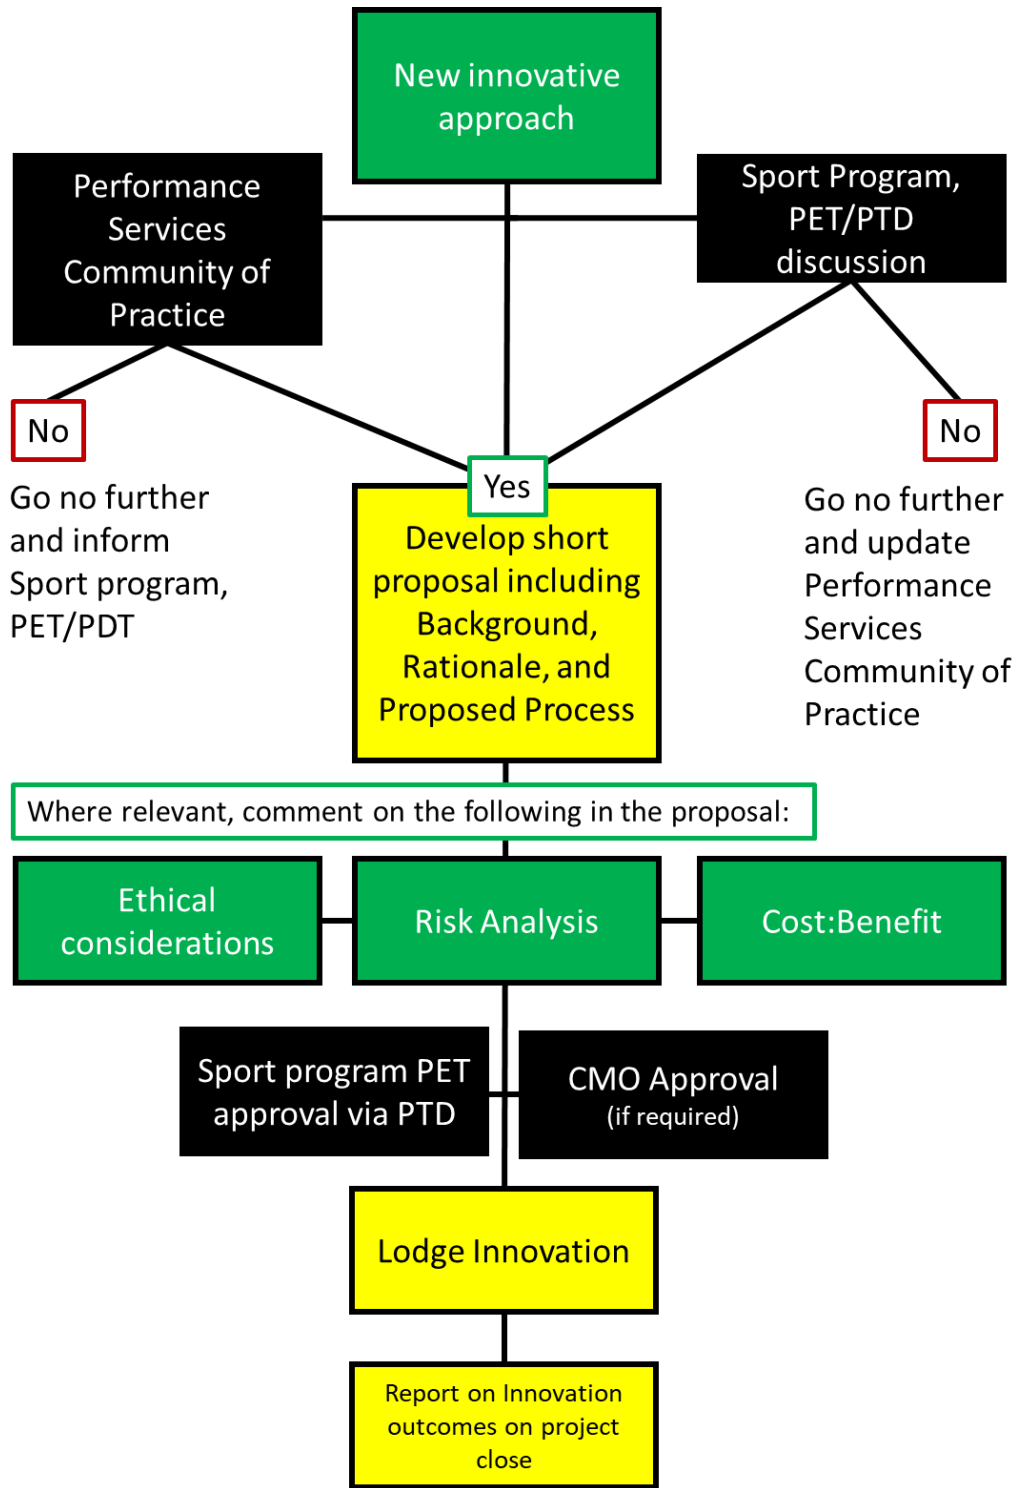 New innovative
approach
Performance
Services
Community of
Practice
Sport Program,
PET/PTD
discussion
No
Go no further
and inform
Sport program,
PET/PDT
Yes
Develop short
proposal including
Background,
Rationale, and
Proposed Process
No
Go no further
and update
Performance
Services
Community of
Practice
Where relevant, comment on the following in the proposal:
Ethical
considerations
Risk Analysis
Cost:Benefit
Sport program PET
approval via PTD
CMO Approval
(if required)
Lodge Innovation
Report on Innovation
outcomes on project
close